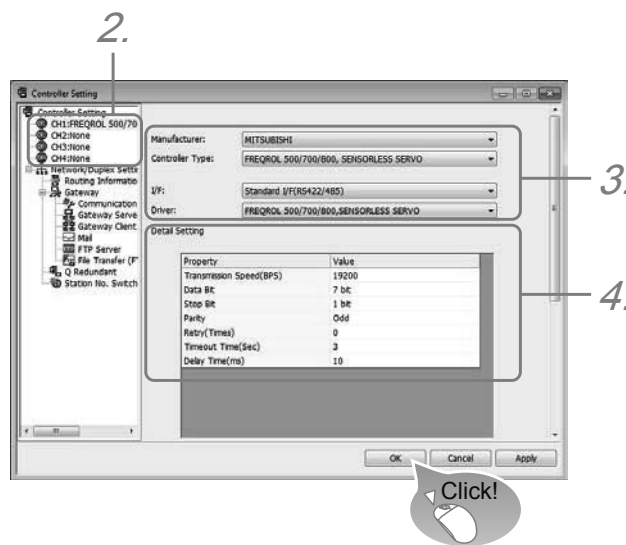 2.
Controller Setting
Controller Setting
CH1:FREQROL 500/70
CH2:None
CH3:None
CH4:None
Network/Duplex Settir
Routing Informatio
Gateway
Communication
Gateway Serve
Gateway Client
Mail
FTP Server
File Transfer (F
Q Redundant
Station No. Switch
Manufacturer: MITSUBISHI
Controller Type: FREQROL 500/700/800, SENSORLESS SERVO
I/F: Standard I/F(RS422/485)
Driver: FREQROL 500/700/800,SENSORLESS SERVO
3.
Detail Setting
Property Value
Transmission Speed(BPS) 19200
Data Bit 7 bit
Stop Bit 1 bit
Parity Odd
Retry(Times) 0
Timeout Time(Sec) 3
Delay Time(ms) 10
4.
OK Cancel Apply
Click!